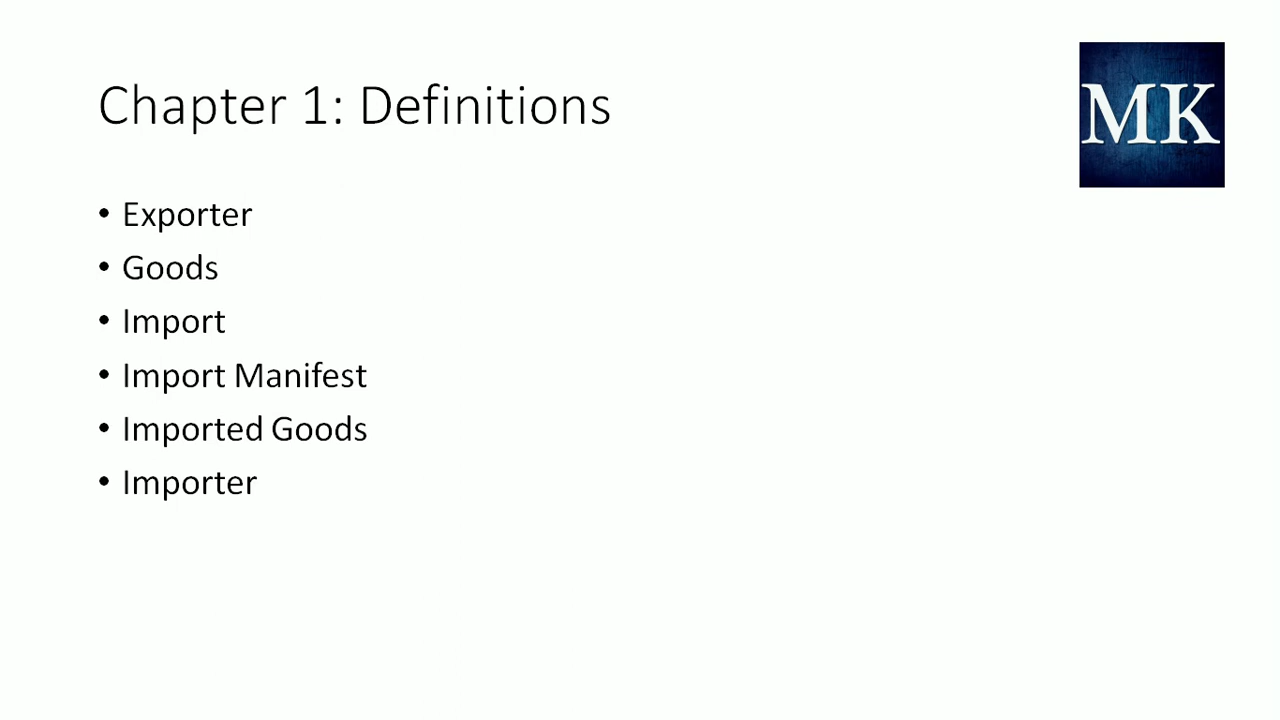 Chapter 1: Definitions
MK
• Exporter
• Goods
• Import
• Import Manifest
• Imported Goods
• Importer